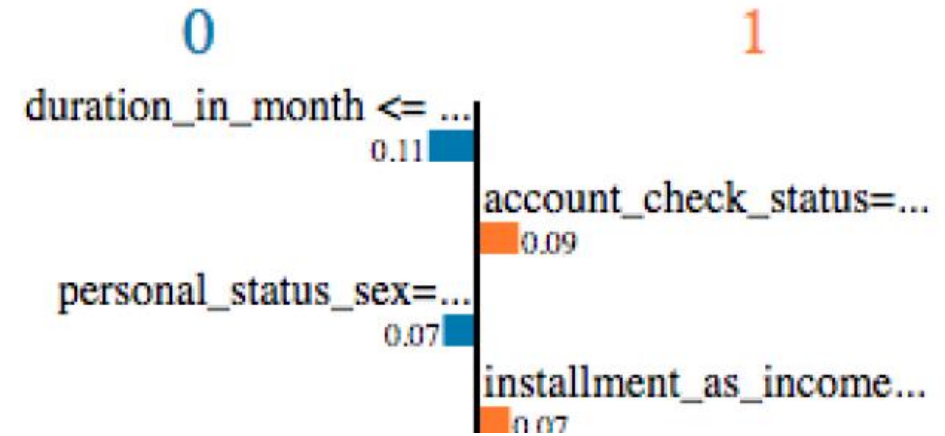 0 1
duration_in_month <= ...
0.11
account_check_status=...
0.09
personal_status_sex=...
0.07
installment_as_income...
0.07